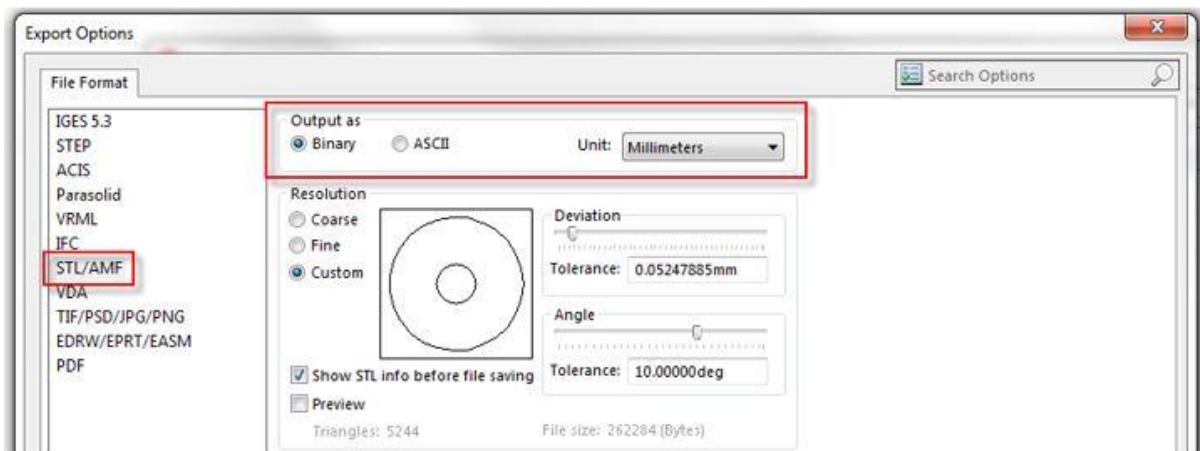 Export Options
File Format
Search Options
IGES 5.3
STEP
ACIS
Parasolid
VRML
IFC
STL/AMF
VDA
TIF/PSD/JPG/PNG
EDRW/EPRT/EASM
PDF
Output as
Binary ASCII Unit: Millimeters
Resolution
Coarse
Fine
Custom
Deviation
Tolerance: 0.05247885mm
Angle
Tolerance: 10.00000deg
Show STL info before file saving
Preview
Triangles: 5244 File size: 262284 (Bytes)